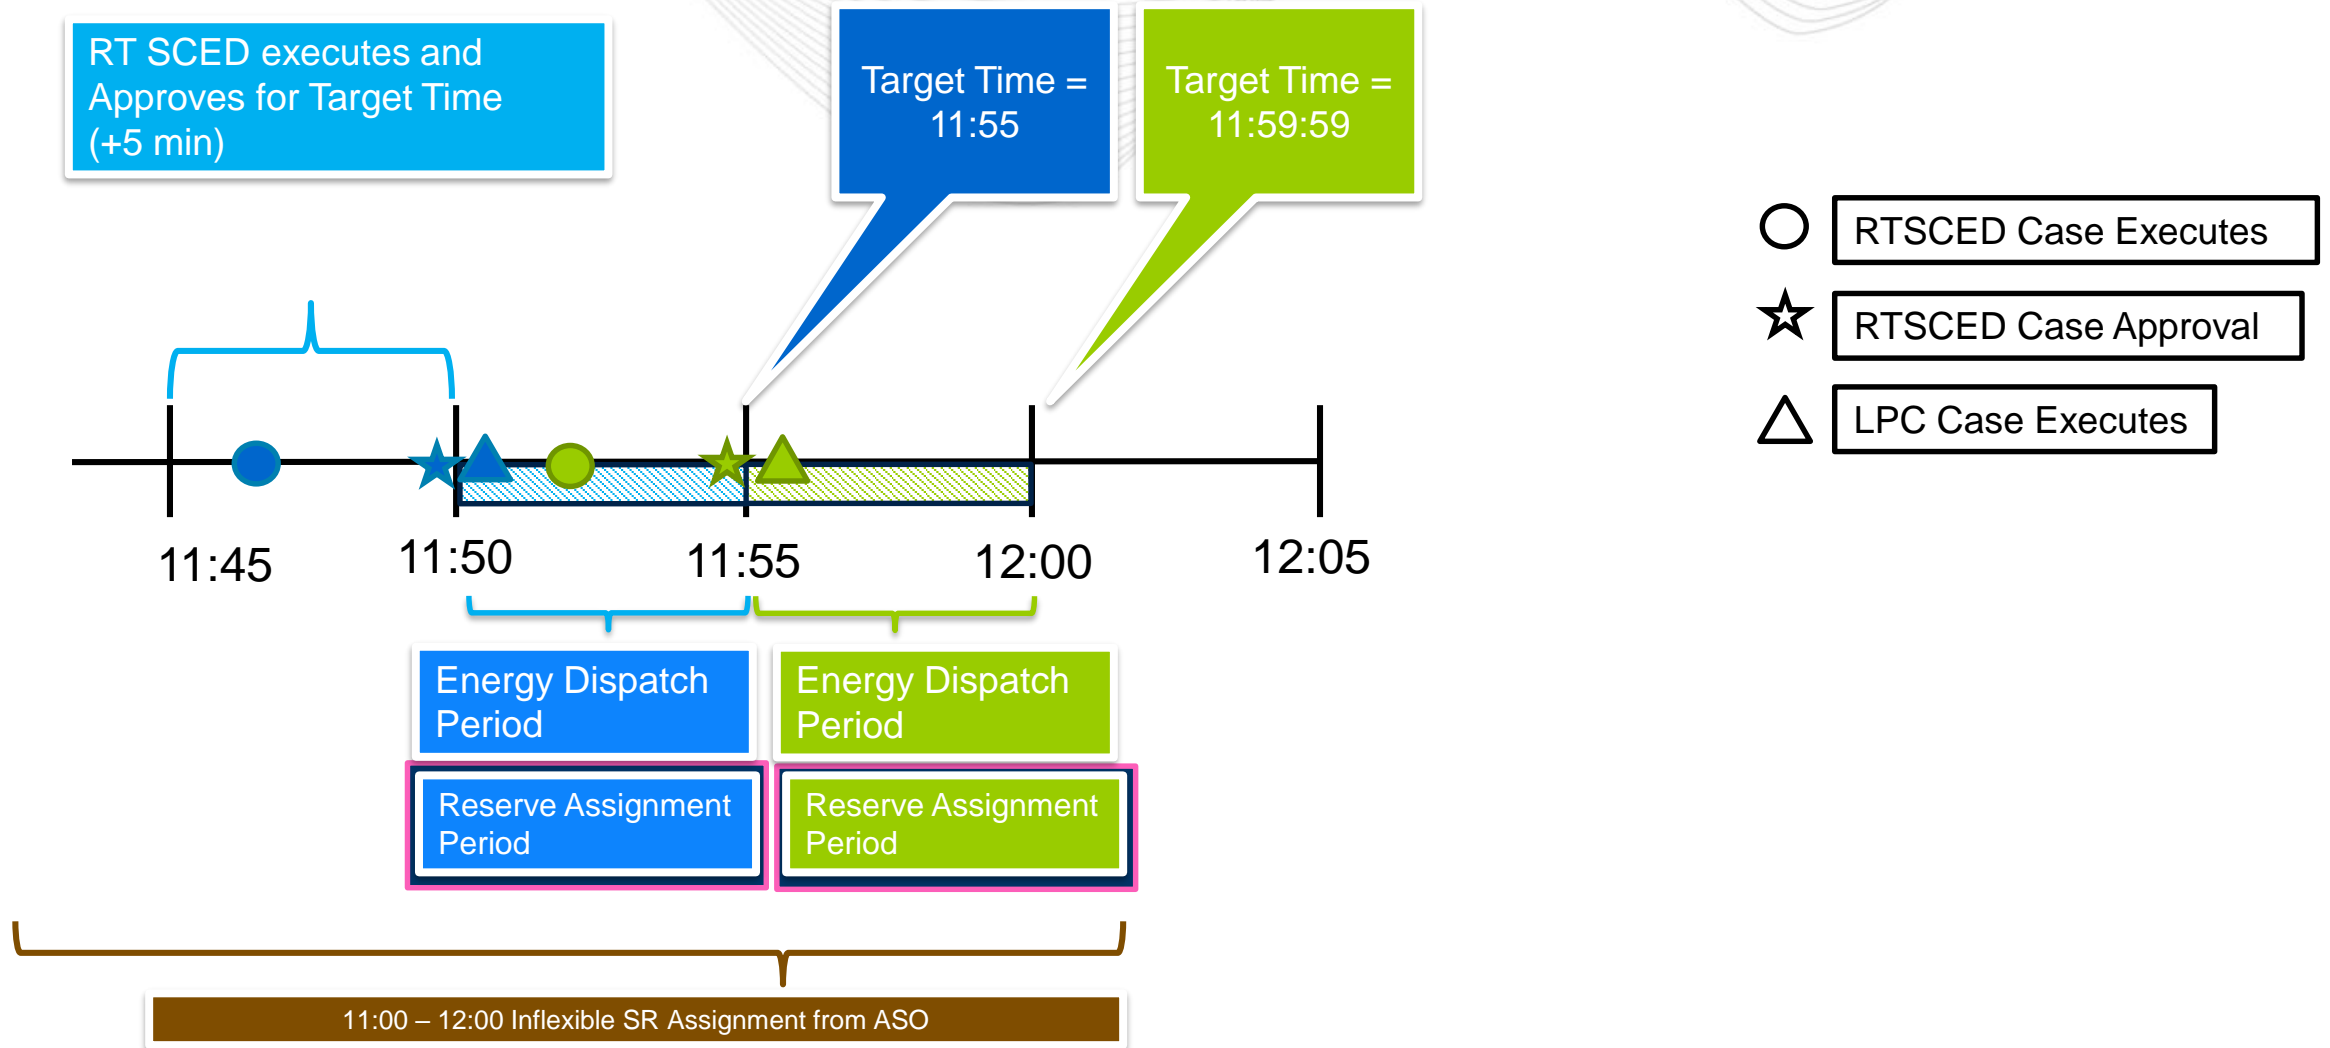 RT SCED executes and
Approves for Target Time
(+5 min)
Target Time =
11:55
Target Time =
11:59:59
RTSCED Case Executes
RTSCED Case Approval
LPC Case Executes
11:45
11:50
11:55
12:00
12:05
Energy Dispatch
Period
Energy Dispatch
Period
Reserve Assignment
Period
Reserve Assignment
Period
11:00 – 12:00 Inflexible SR Assignment from ASO